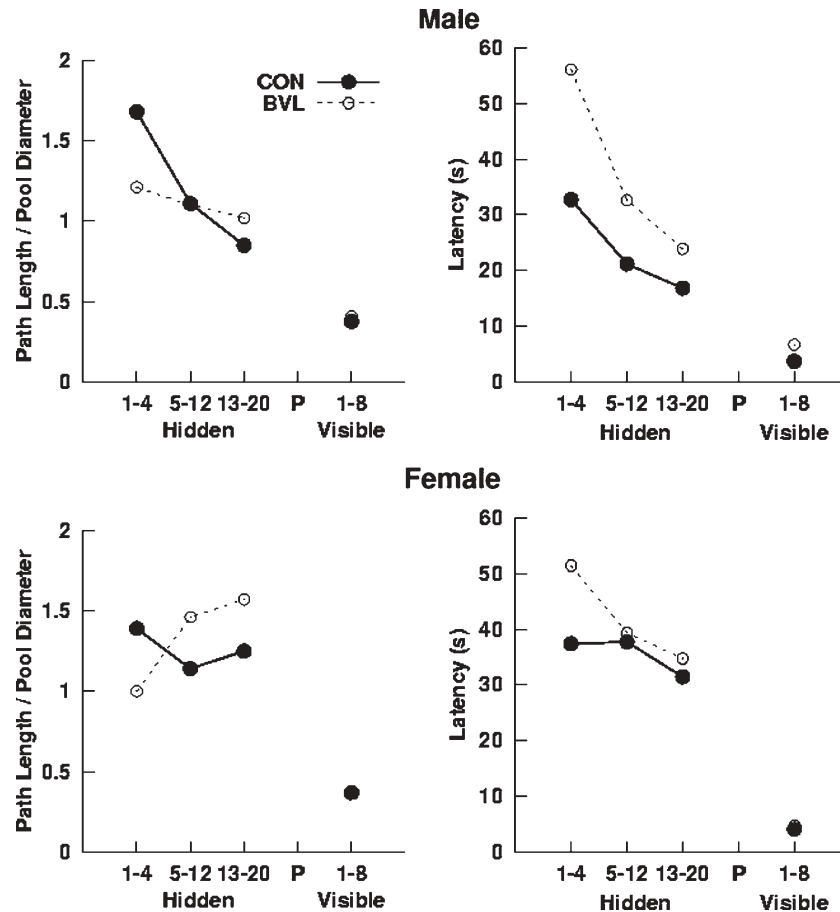 Male
Path Length / Pool Diameter
2
1.5
1
0.5
0
CON
BVL
1-4 5-12 13-20 P 1-8
Hidden Visible
Latency (s)
60
50
40
30
20
10
0
1-4 5-12 13-20 P 1-8
Hidden Visible
Female
Path Length / Pool Diameter
2
1.5
1
0.5
0
1-4 5-12 13-20 P 1-8
Hidden Visible
Latency (s)
60
50
40
30
20
10
0
1-4 5-12 13-20 P 1-8
Hidden Visible